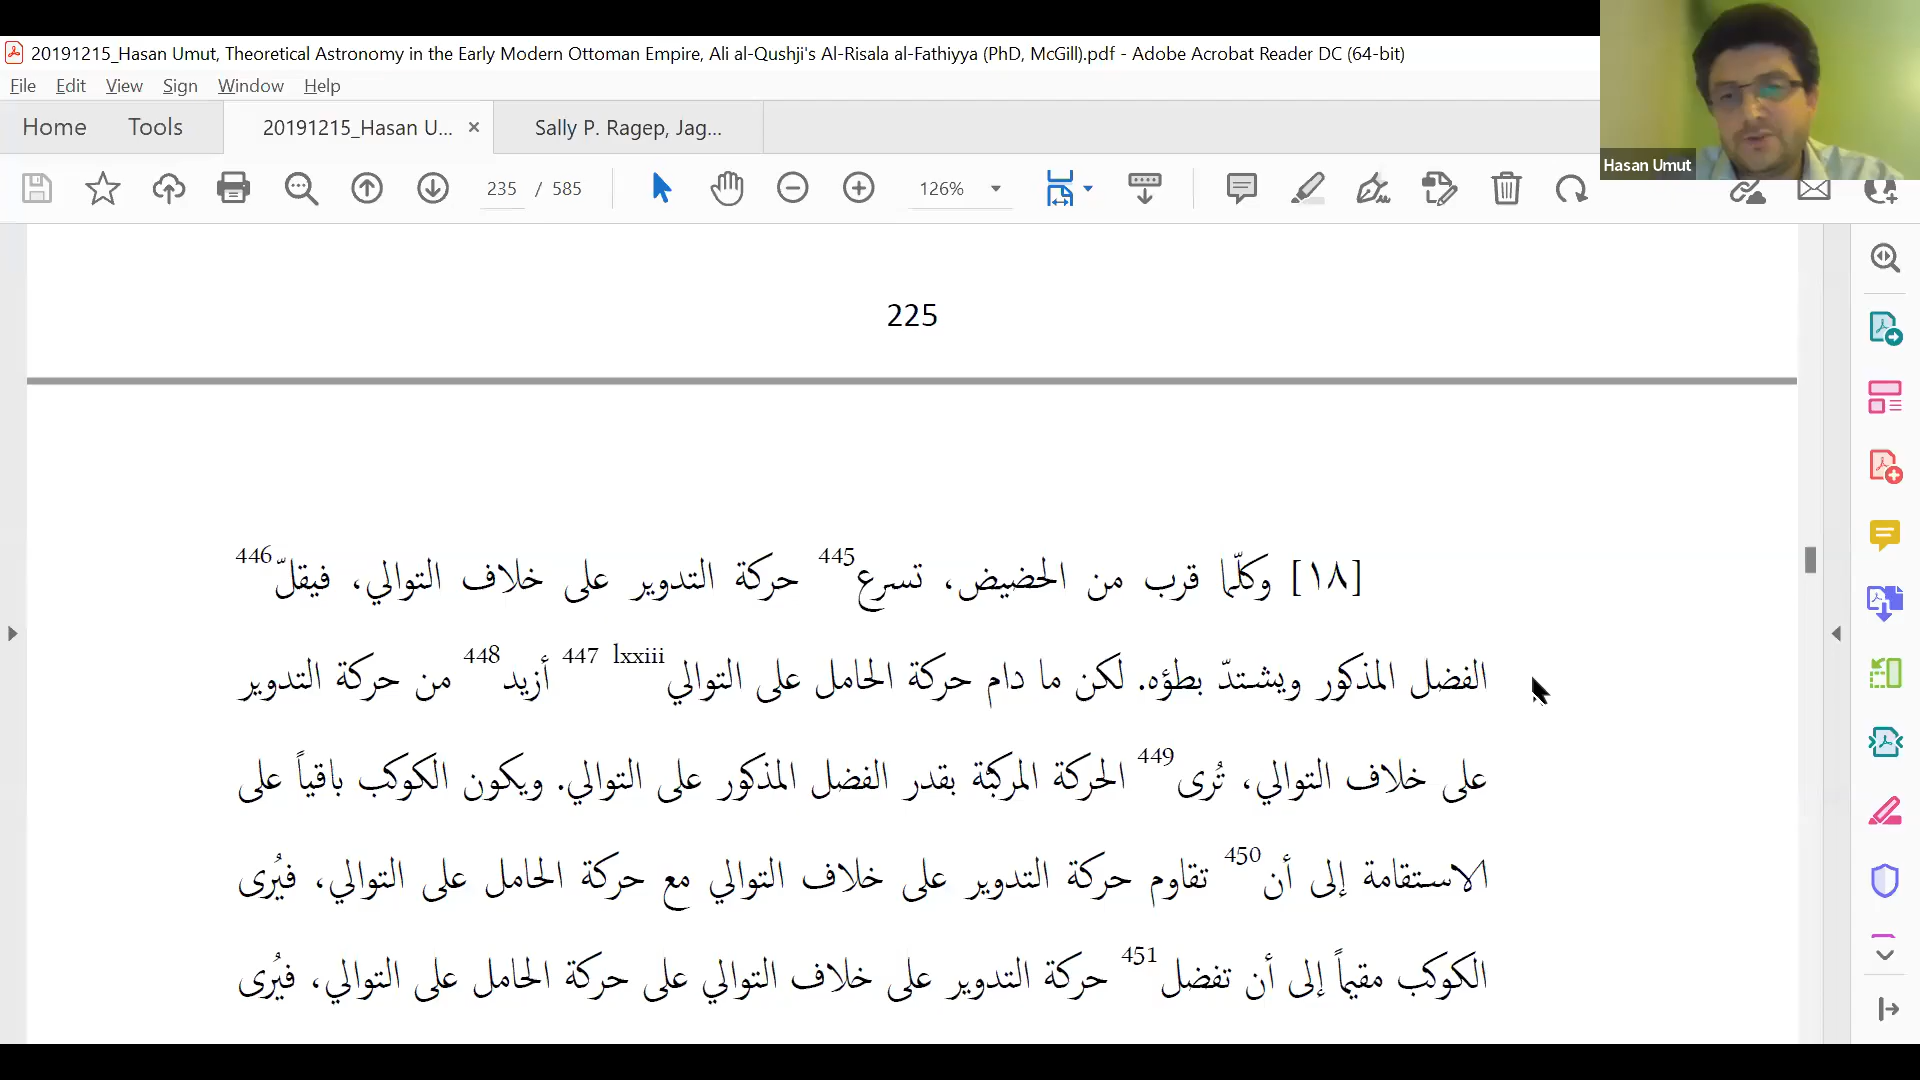 20191215_Hasan Umut, Theoretical Astronomy in the Early Modern Ottoman Empire, Ali al-Qushji's Al-Risala al-Fathiyya (PhD, McGill).pdf - Adobe Acrobat Reader DC (64-bit)
File Edit View Sign Window Help
Home Tools 20191215_Hasan U... × Sally P. Ragep, Jag...
Hasan Umut
235 / 585 126%
225
[١٨] وكلّما قرب من الحضيض، تسرع445 حركة التدوير على خلاف التوالي، فيقلّ446
الفضل المذكور ويشتدّ بطؤه. لكن ما دام حركة الحامل على التوالي447 lxxiii أزيد448 من حركة التدوير
على خلاف التوالي، تُرى449 الحركة المركبّة بقدر الفضل المذكور على التوالي. ويكون الكوكب باقياً على
الاستقامة إلى أن450 تقاوم حركة التدوير على خلاف التوالي مع حركة الحامل على التوالي، فيُرى
الكوكب مقيماً إلى أن تفضل451 حركة التدوير على خلاف التوالي على حركة الحامل على التوالي، فيُرى